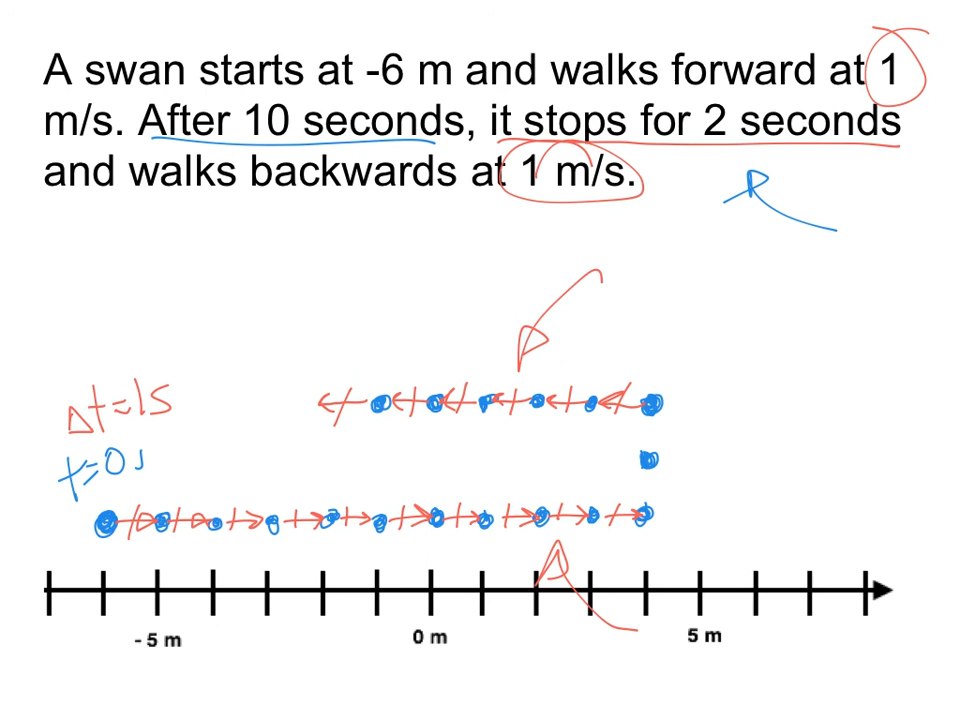 A swan starts at -6 m and walks forward at 1
m/s. After 10 seconds, it stops for 2 seconds
and walks backwards at 1 m/s.
Δt=1s
t=0s
-5 m 0 m 5 m